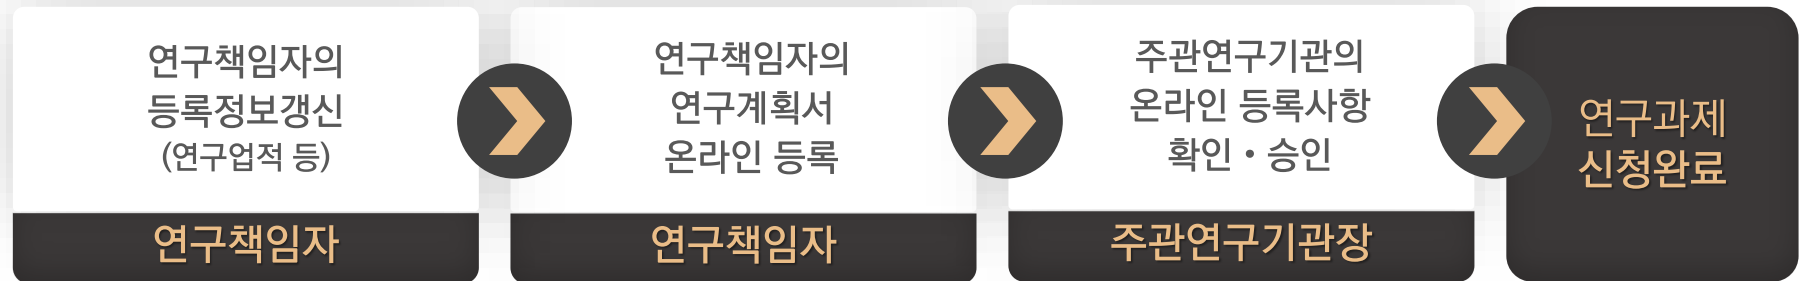 연구책임자의
등록정보갱신
(연구업적 등)
연구책임자
연구책임자의
연구계획서
온라인 등록
연구책임자
주관연구기관의
온라인 등록사항
확인・승인
주관연구기관장
연구과제
신청완료